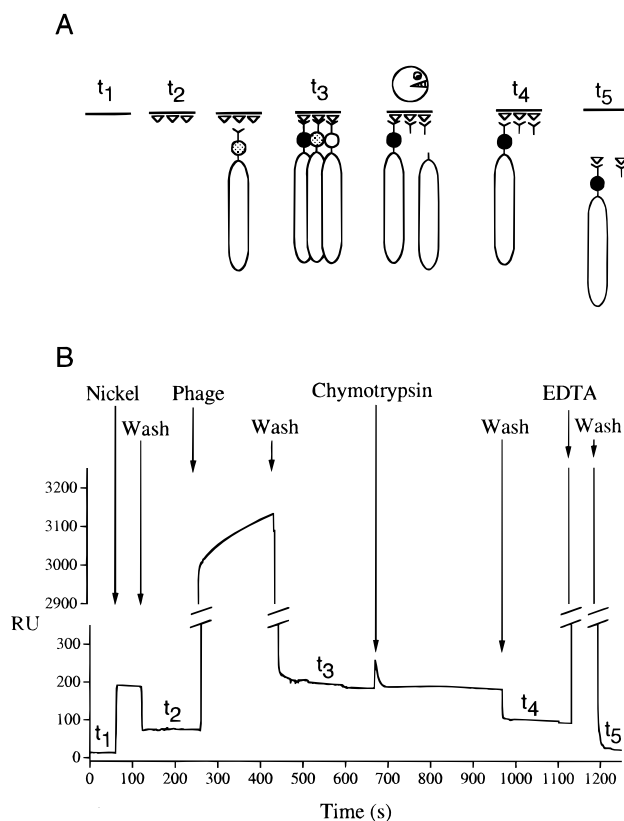 A
t1 t2 t3 t4 t5
B
Nickel Phage Chymotrypsin EDTA
Wash Wash Wash Wash
3200
3100
3000
2900
RU
300
200
100
0
t1 t2 t3 t4 t5
0 100 200 300 400 500 600 700 800 900 1000 1100 1200
Time (s)